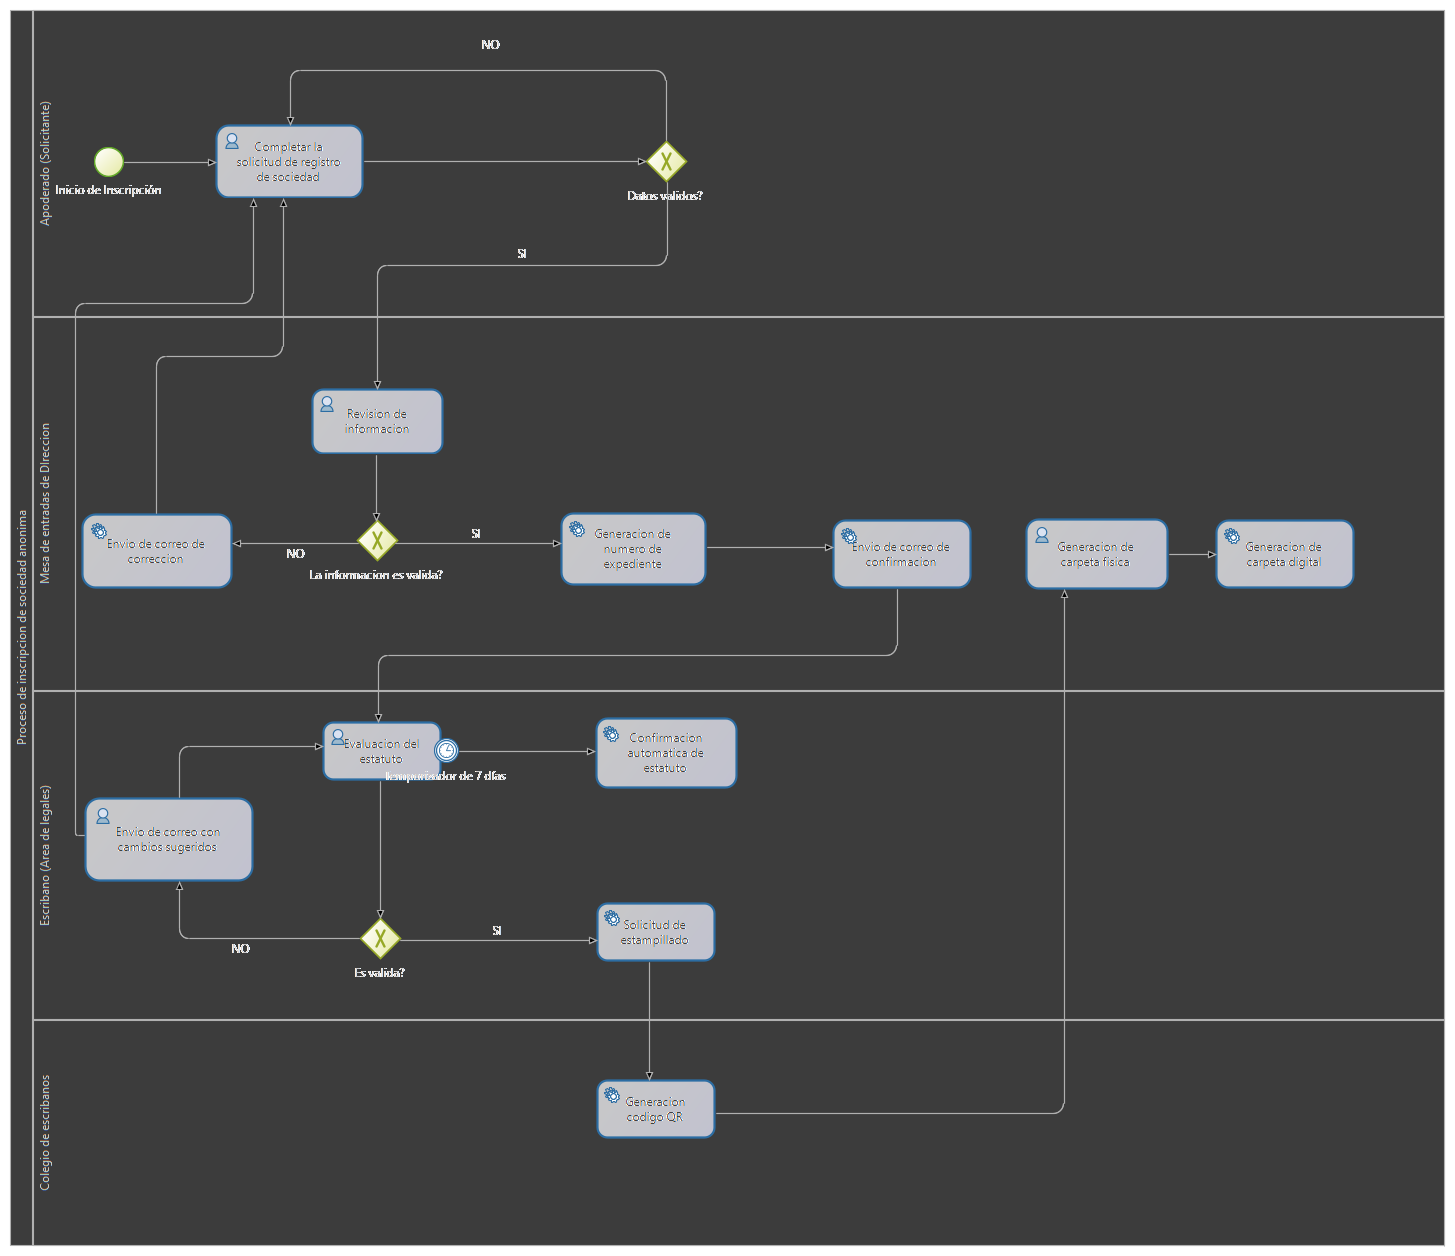 Proceso de inscripcion de sociedad anonima
Apoderado (Solicitante)
NO
Completar la
solicitud de registro
de sociedad
Inicio de Inscripción
Datos validos?
SI
Mesa de entradas de Direccion
Revision de
informacion
Envio de correo de
correccion
NO
La informacion es valida?
SI
Generacion de
numero de
expediente
Envio de correo de
confirmacion
Generacion de
carpeta fisica
Generacion de
carpeta digital
Escribano (Area de legales)
Evaluacion del
estatuto
Temporizador de 7 días
Confirmacion
automatica de
estatuto
Envio de correo con
cambios sugeridos
NO
Es valida?
SI
Solicitud de
estampillado
Colegio de escribanos
Generacion
codigo QR